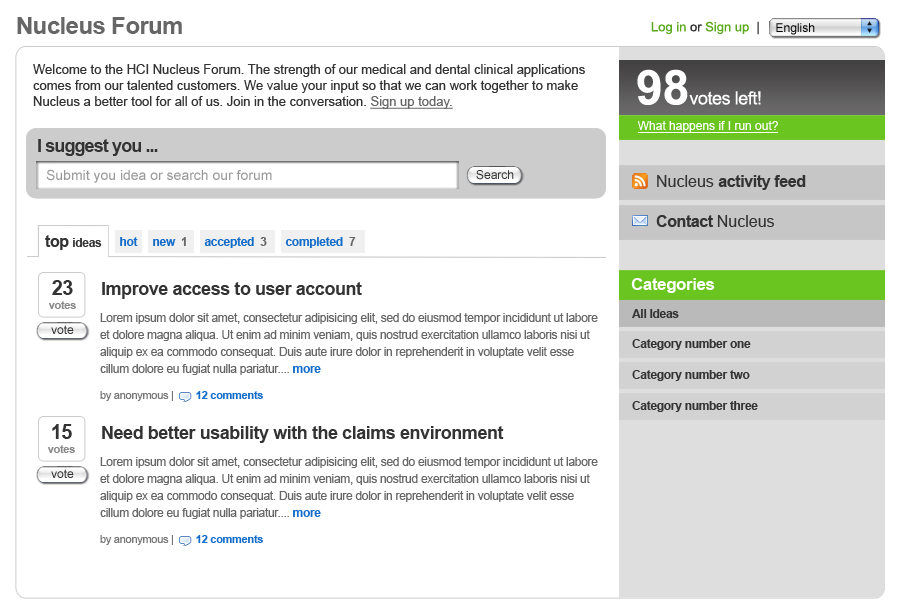 Nucleus Forum
Log in or Sign up | English
Welcome to the HCI Nucleus Forum. The strength of our medical and dental clinical applications
comes from our talented customers. We value your input so that we can work together to make
Nucleus a better tool for all of us. Join in the conversation. Sign up today.
I suggest you ...
Submit you idea or search our forum
Search
top ideas
hot
new 1
accepted 3
completed 7
23
votes
vote
Improve access to user account
Lorem ipsum dolor sit amet, consectetur adipisicing elit, sed do eiusmod tempor incididunt ut labore
et dolore magna aliqua. Ut enim ad minim veniam, quis nostrud exercitation ullamco laboris nisi ut
aliquip ex ea commodo consequat. Duis aute irure dolor in reprehenderit in voluptate velit esse
cillum dolore eu fugiat nulla pariatur.... more
by anonymous | 12 comments
15
votes
vote
Need better usability with the claims environment
Lorem ipsum dolor sit amet, consectetur adipisicing elit, sed do eiusmod tempor incididunt ut labore
et dolore magna aliqua. Ut enim ad minim veniam, quis nostrud exercitation ullamco laboris nisi ut
aliquip ex ea commodo consequat. Duis aute irure dolor in reprehenderit in voluptate velit esse
cillum dolore eu fugiat nulla pariatur.... more
by anonymous | 12 comments
98 votes left!
What happens if I run out?
Nucleus activity feed
Contact Nucleus
Categories
All Ideas
Category number one
Category number two
Category number three